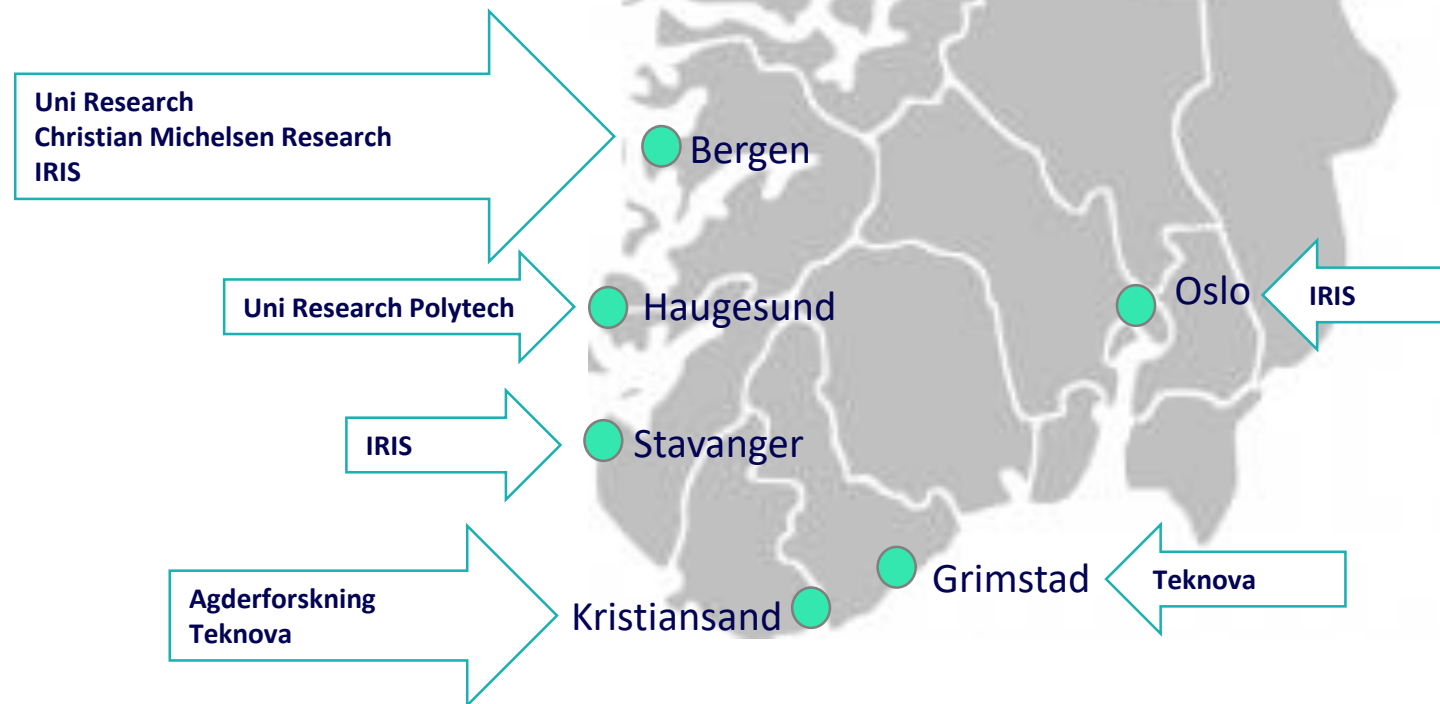 Uni Research
Christian Michelsen Research
IRIS
Bergen
Uni Research Polytech
Haugesund
Oslo
IRIS
IRIS
Stavanger
Agderforskning
Teknova
Kristiansand
Grimstad
Teknova